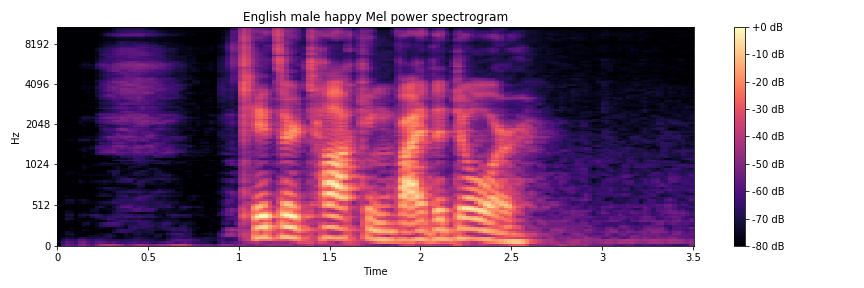 English male happy Mel power spectrogram
Hz
8192
4096
2048
1024
512
0
0
0.5
1
1.5
2
2.5
3
3.5
Time
+0 dB
-10 dB
-20 dB
-30 dB
-40 dB
-50 dB
-60 dB
-70 dB
-80 dB